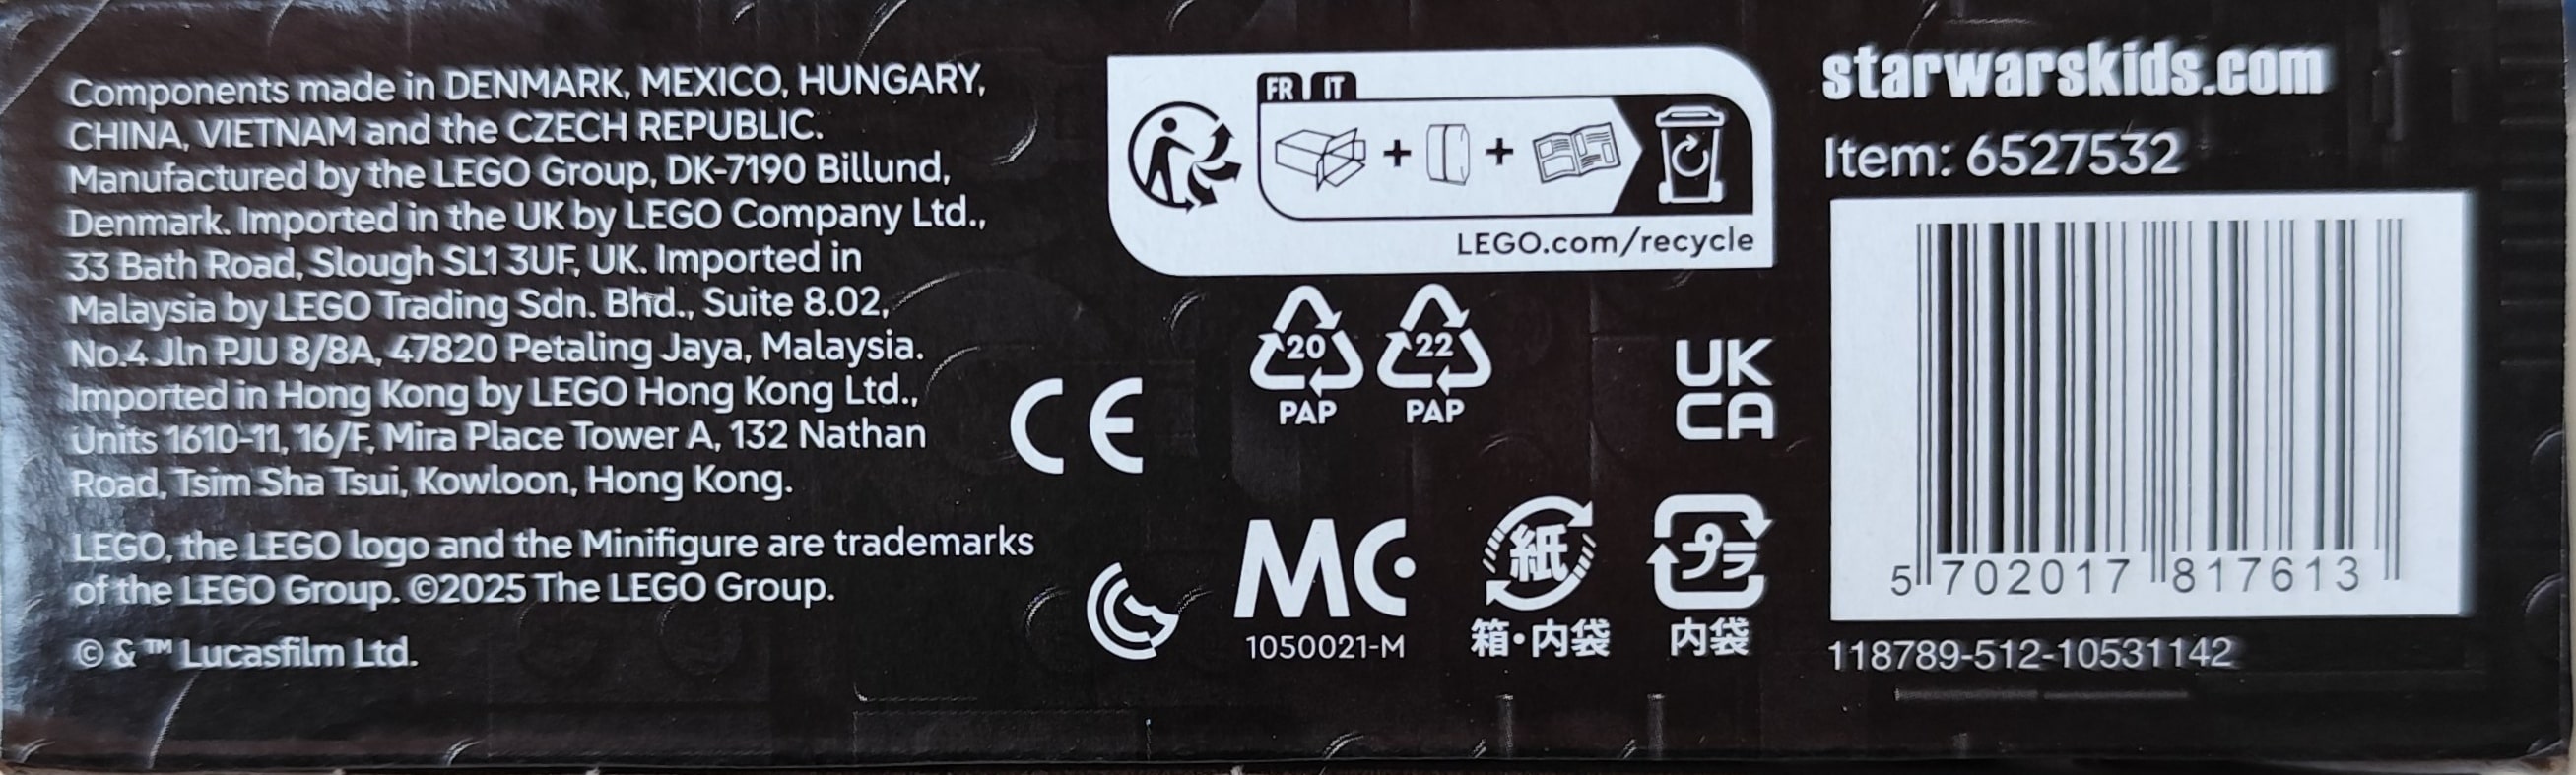 Components made in DENMARK, MEXICO, HUNGARY,
CHINA, VIETNAM and the CZECH REPUBLIC.
Manufactured by the LEGO Group, DK-7190 Billund,
Denmark. Imported in the UK by LEGO Company Ltd.,
33 Bath Road, Slough SL1 3UF, UK. Imported in
Malaysia by LEGO Trading Sdn. Bhd., Suite 8.02,
No.4 Jln PJU 8/8A, 47820 Petaling Jaya, Malaysia.
Imported in Hong Kong by LEGO Hong Kong Ltd.,
Units 1610-11, 16/F, Mira Place Tower A, 132 Nathan
Road, Tsim Sha Tsui, Kowloon, Hong Kong.
LEGO, the LEGO logo and the Minifigure are trademarks
of the LEGO Group. ©2025 The LEGO Group.
© & ™ Lucasfilm Ltd.
CE
FR IT
+ +
LEGO.com/recycle
20 22
PAP PAP
UK
CA
MC
1050021-M
紙
箱・内袋
プラ
内袋
starwarskids.com
Item: 6527532
5 702017 817613
118789-512-10531142